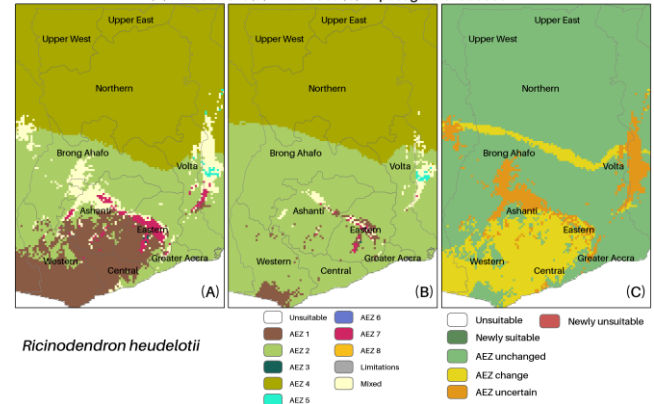 Upper East
Upper West
Northern
Brong Ahafo
Volta
Ashanti
Eastern
Western
Greater Accra
Central
(A)
Upper East
Upper West
Northern
Brong Ahafo
Volta
Ashanti
Eastern
Western
Greater Accra
Central
(B)
Upper East
Upper West
Northern
Brong Ahafo
Volta
Ashanti
Eastern
Western
Greater Accra
Central
(C)
Ricinodendron heudelotii
Unsuitable
AEZ 1
AEZ 2
AEZ 3
AEZ 4
AEZ 5
AEZ 6
AEZ 7
AEZ 8
Limitations
Mixed
Unsuitable
Newly suitable
AEZ unchanged
AEZ change
AEZ uncertain
Newly unsuitable